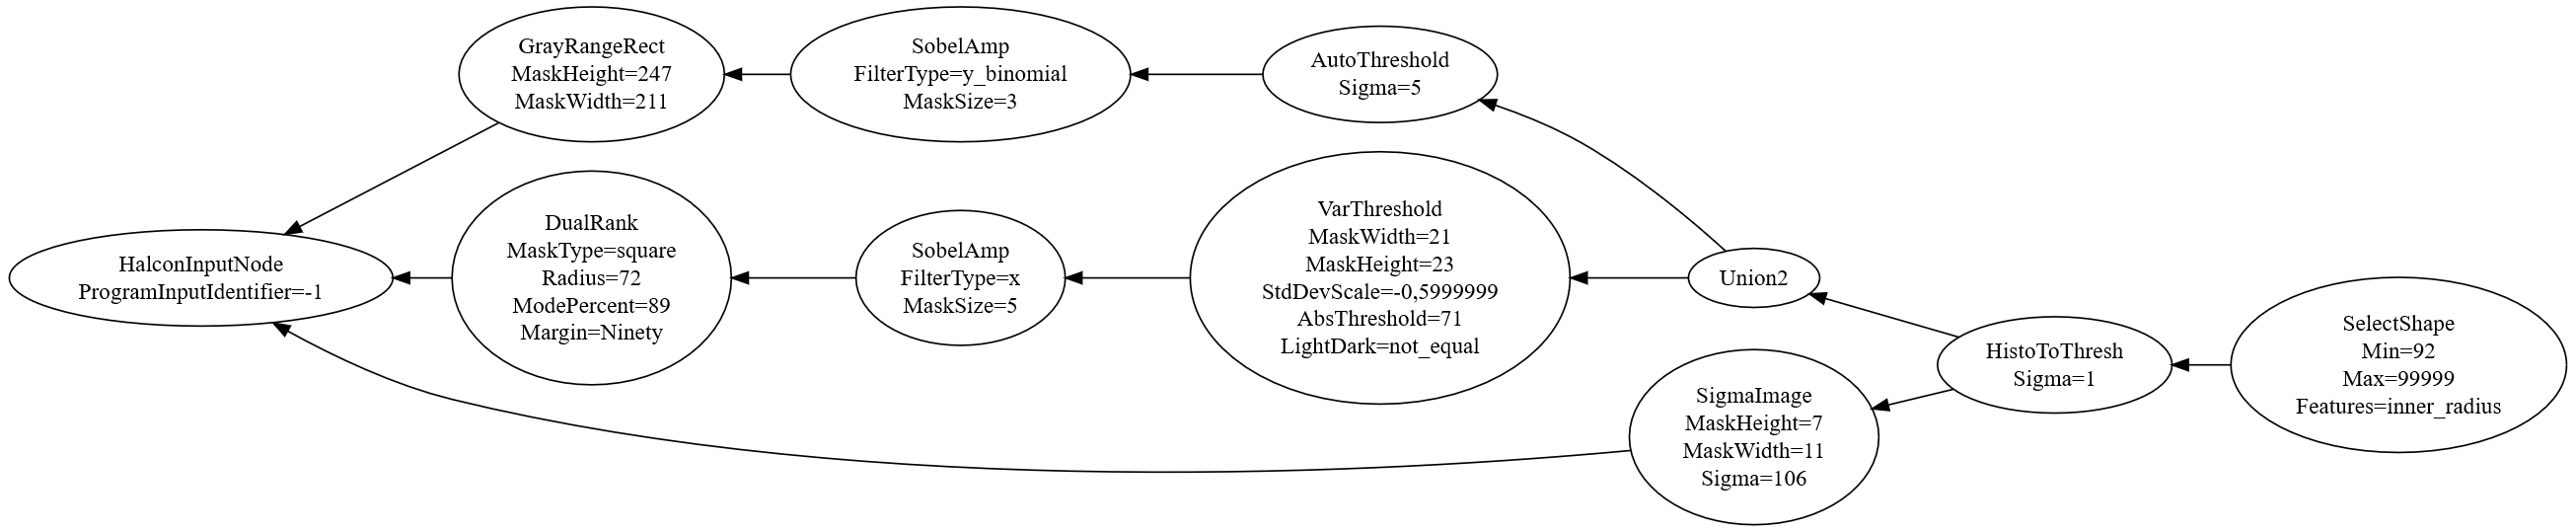 GrayRangeRect
MaskHeight=247
MaskWidth=211
SobelAmp
FilterType=y_binomial
MaskSize=3
AutoThreshold
Sigma=5
HalconInputNode
ProgramInputIdentifier=-1
DualRank
MaskType=square
Radius=72
ModePercent=89
Margin=Ninety
SobelAmp
FilterType=x
MaskSize=5
VarThreshold
MaskWidth=21
MaskHeight=23
StdDevScale=-0,5999999
AbsThreshold=71
LightDark=not_equal
Union2
SigmaImage
MaskHeight=7
MaskWidth=11
Sigma=106
HistoToThresh
Sigma=1
SelectShape
Min=92
Max=99999
Features=inner_radius